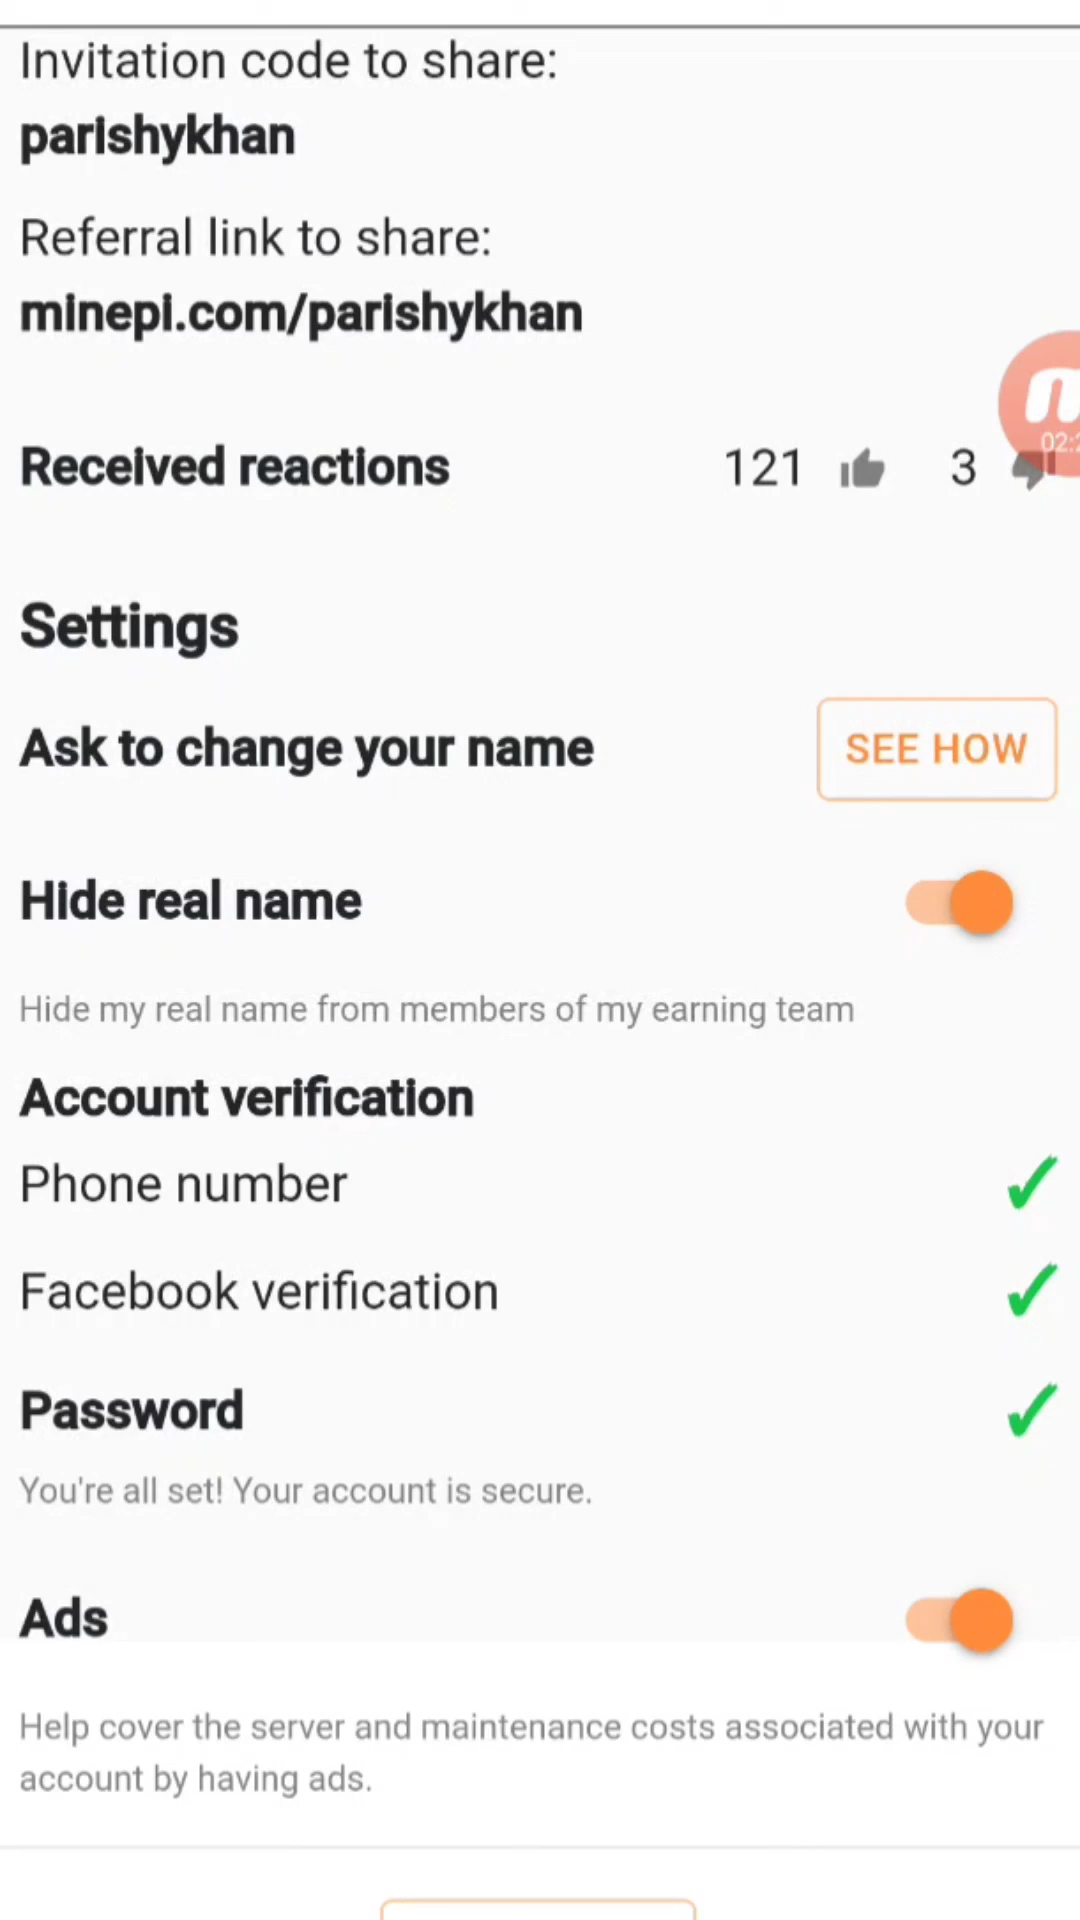 Invitation code to share:
parishykhan
Referral link to share:
minepi.com/parishykhan
Received reactions 121 3
02:2
Settings
Ask to change your name SEE HOW
Hide real name
Hide my real name from members of my earning team
Account verification
Phone number
Facebook verification
Password
You're all set! Your account is secure.
Ads
Help cover the server and maintenance costs associated with your
account by having ads.